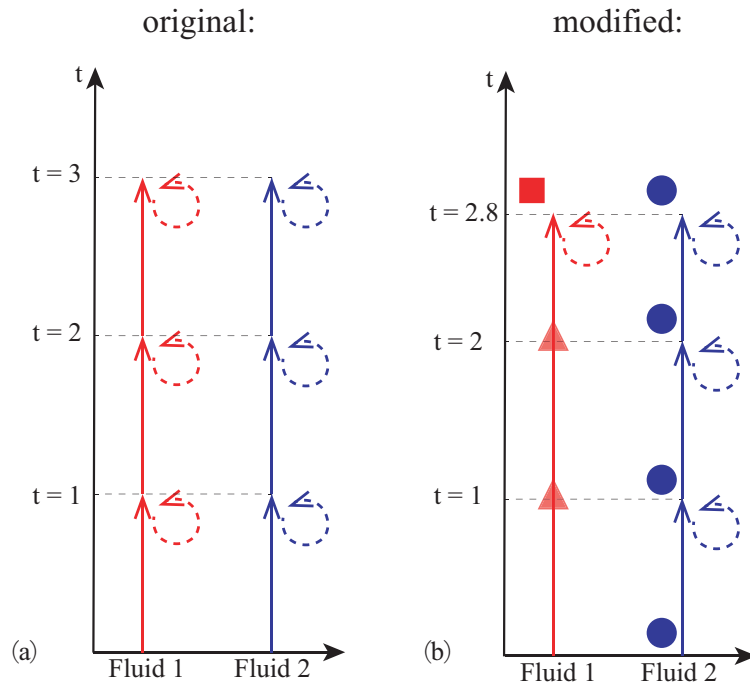 original:
t
t = 3
t = 2
t = 1
(a)
Fluid 1
Fluid 2
modified:
t
t = 2.8
t = 2
t = 1
(b)
Fluid 1
Fluid 2